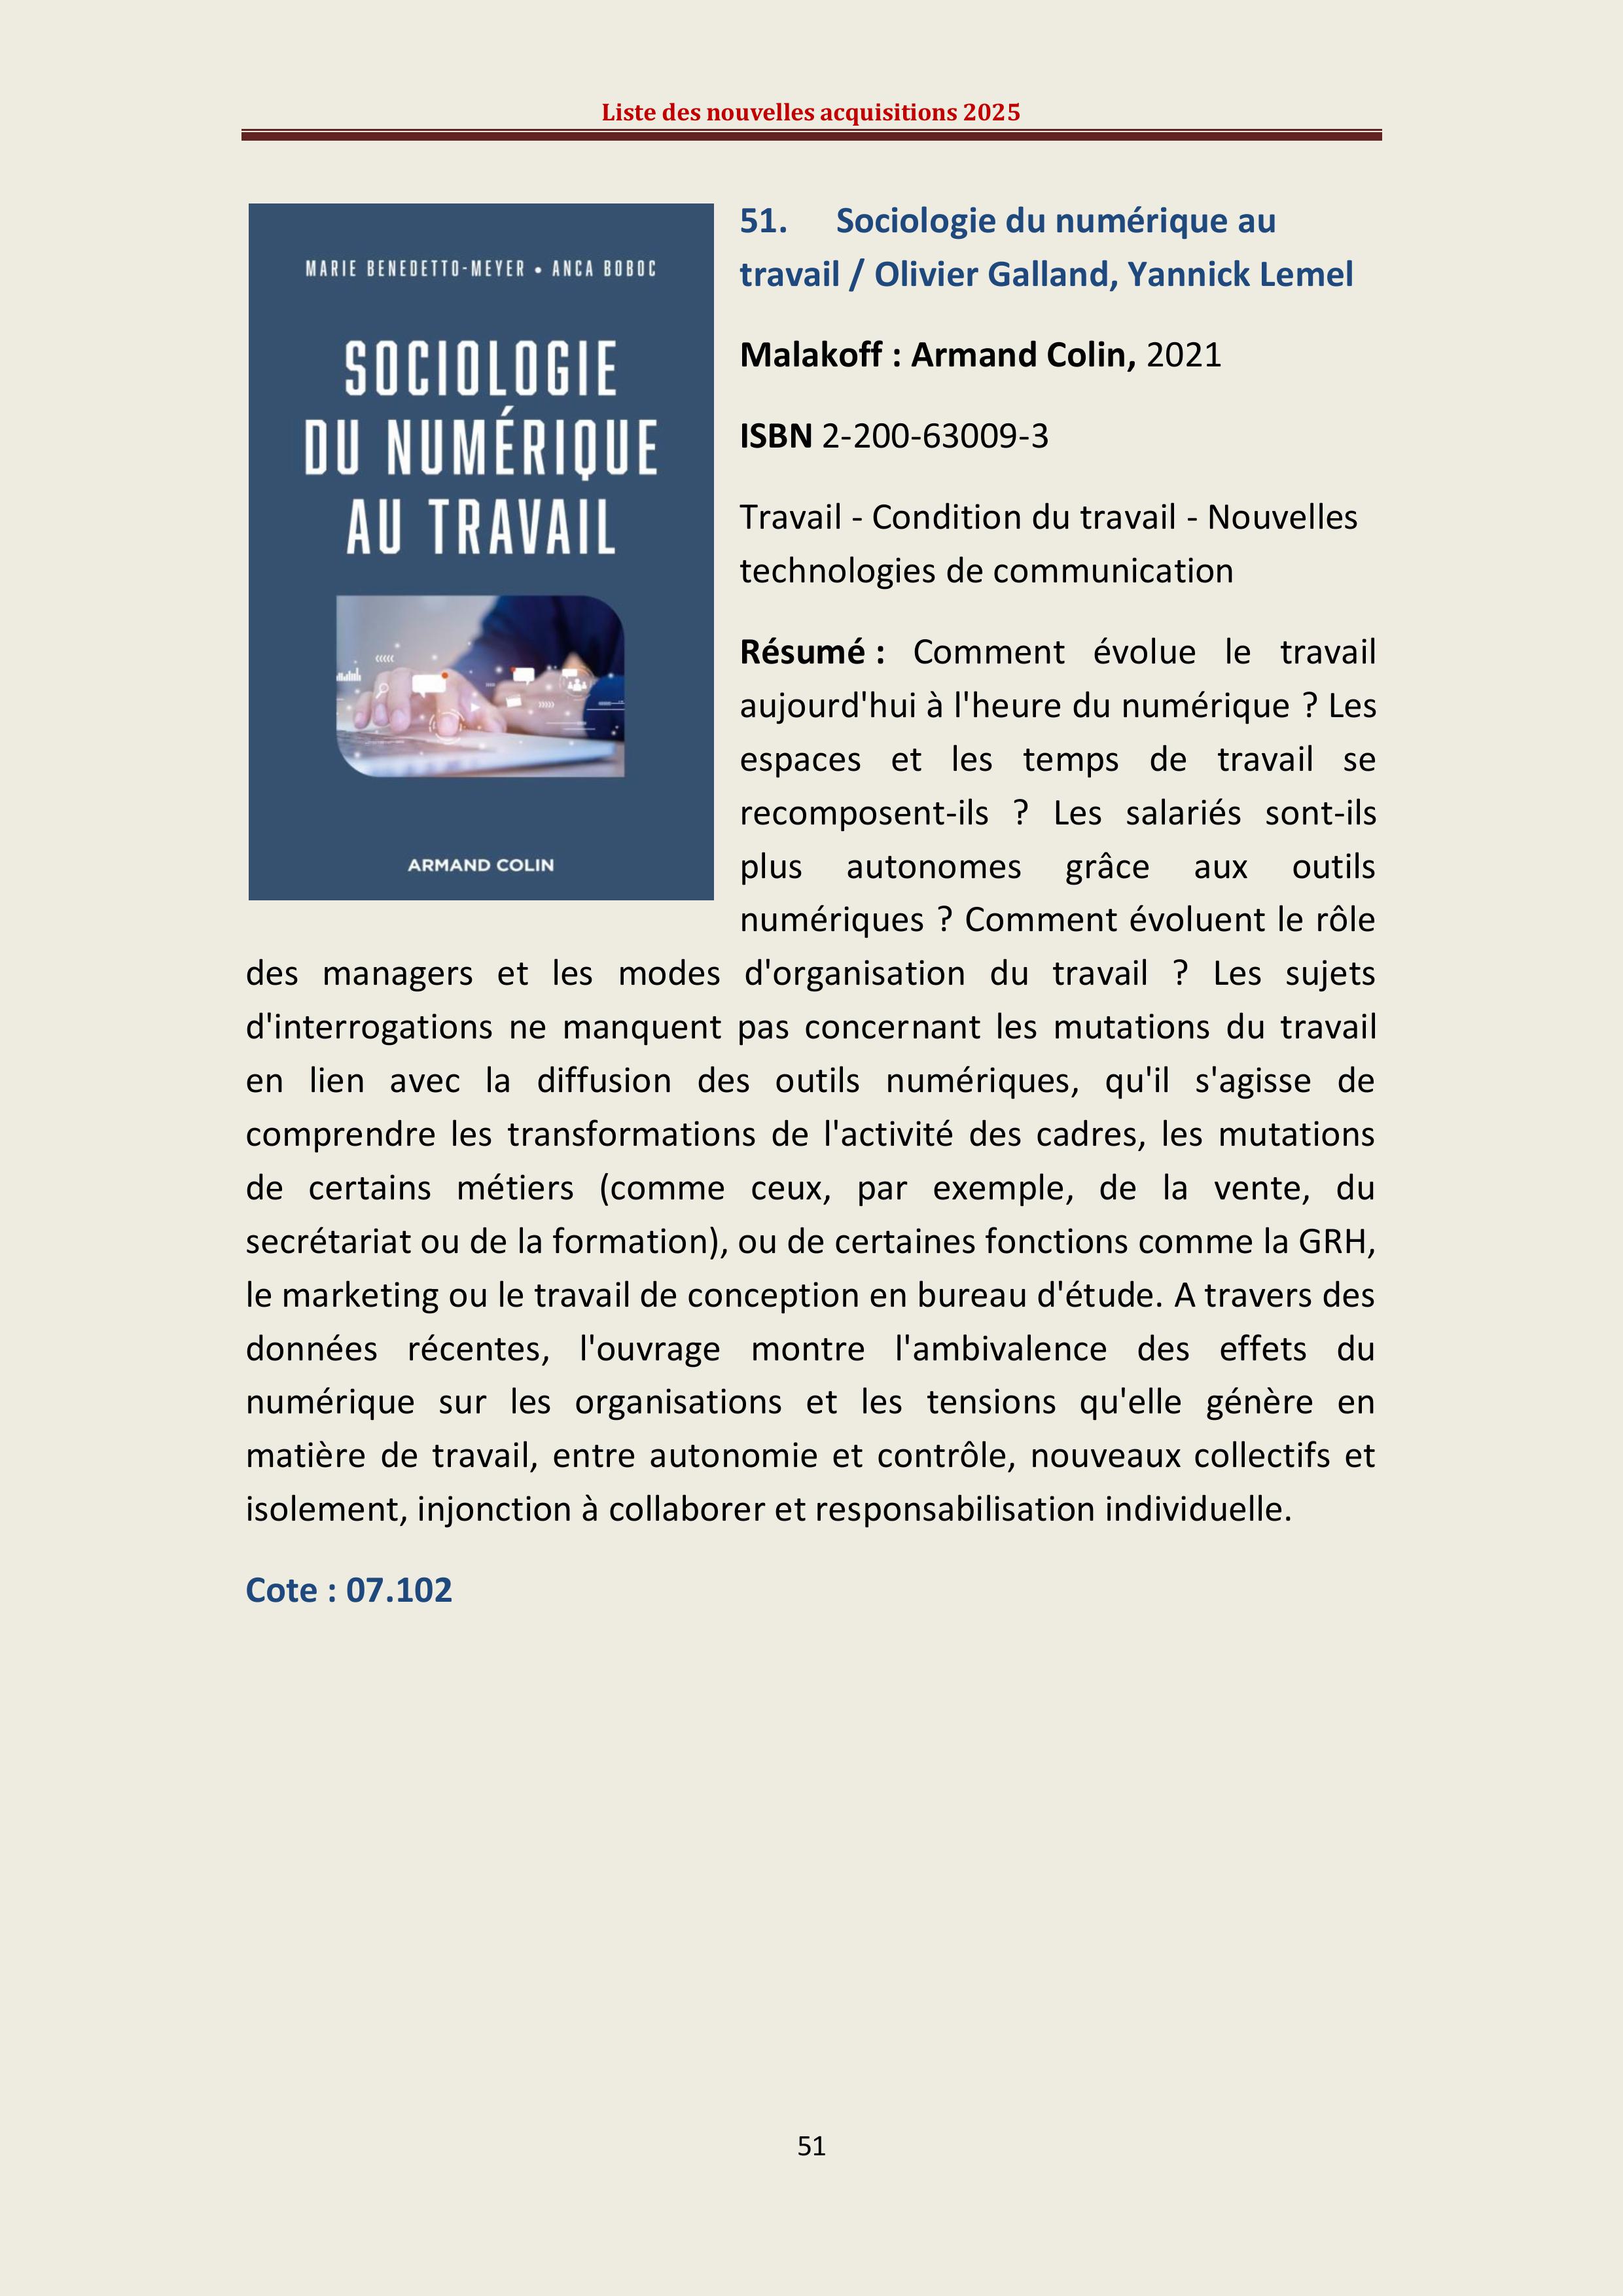 Liste des nouvelles acquisitions 2025
MARIE BENEDETTO-MEYER • ANCA BOBOC
SOCIOLOGIE
DU NUMÉRIQUE
AU TRAVAIL
ARMAND COLIN
51. Sociologie du numérique au
travail / Olivier Galland, Yannick Lemel
Malakoff : Armand Colin, 2021
ISBN 2-200-63009-3
Travail - Condition du travail - Nouvelles
technologies de communication
Résumé : Comment évolue le travail
aujourd'hui à l'heure du numérique ? Les
espaces et les temps de travail se
recomposent-ils ? Les salariés sont-ils
plus autonomes grâce aux outils
numériques ? Comment évoluent le rôle
des managers et les modes d'organisation du travail ? Les sujets
d'interrogations ne manquent pas concernant les mutations du travail
en lien avec la diffusion des outils numériques, qu'il s'agisse de
comprendre les transformations de l'activité des cadres, les mutations
de certains métiers (comme ceux, par exemple, de la vente, du
secrétariat ou de la formation), ou de certaines fonctions comme la GRH,
le marketing ou le travail de conception en bureau d'étude. A travers des
données récentes, l'ouvrage montre l'ambivalence des effets du
numérique sur les organisations et les tensions qu'elle génère en
matière de travail, entre autonomie et contrôle, nouveaux collectifs et
isolement, injonction à collaborer et responsabilisation individuelle.
Cote : 07.102
51